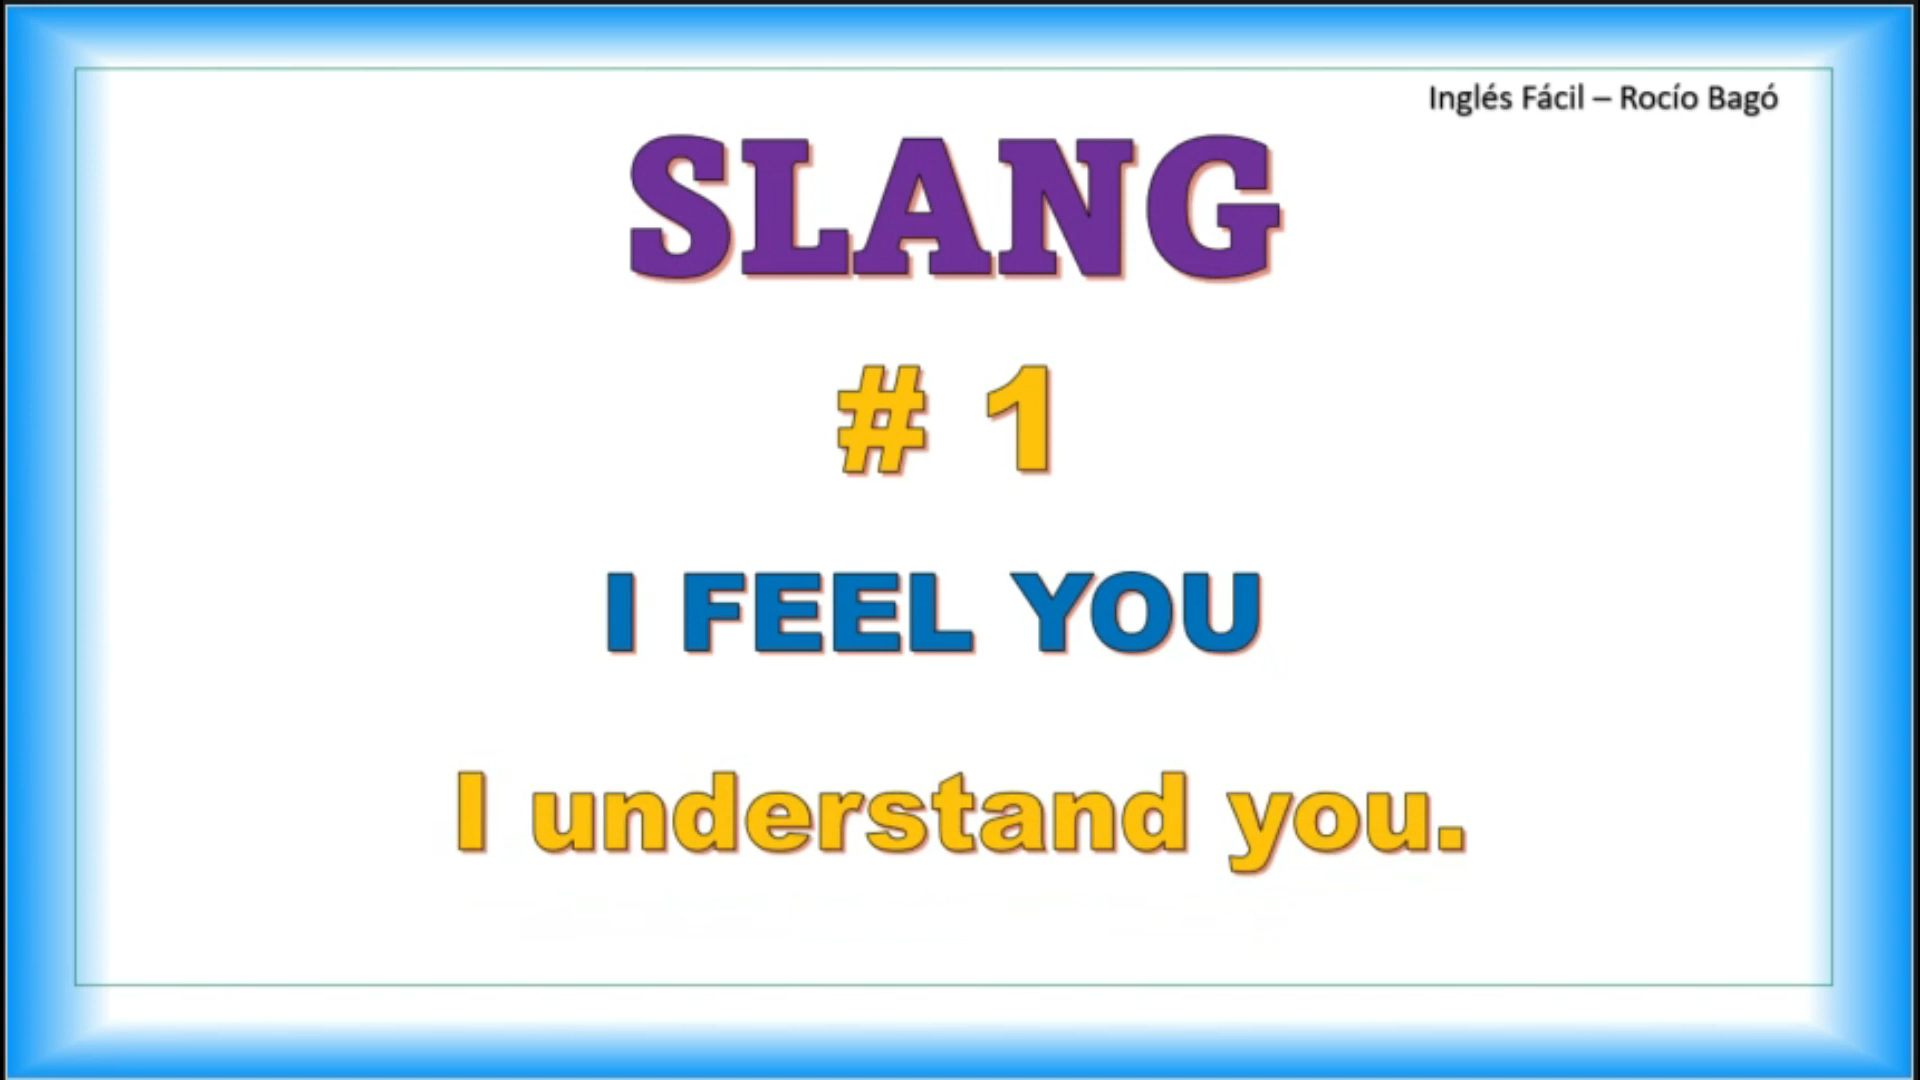 Inglés Fácil – Rocío Bagó
SLANG
# 1
I FEEL YOU
I understand you.